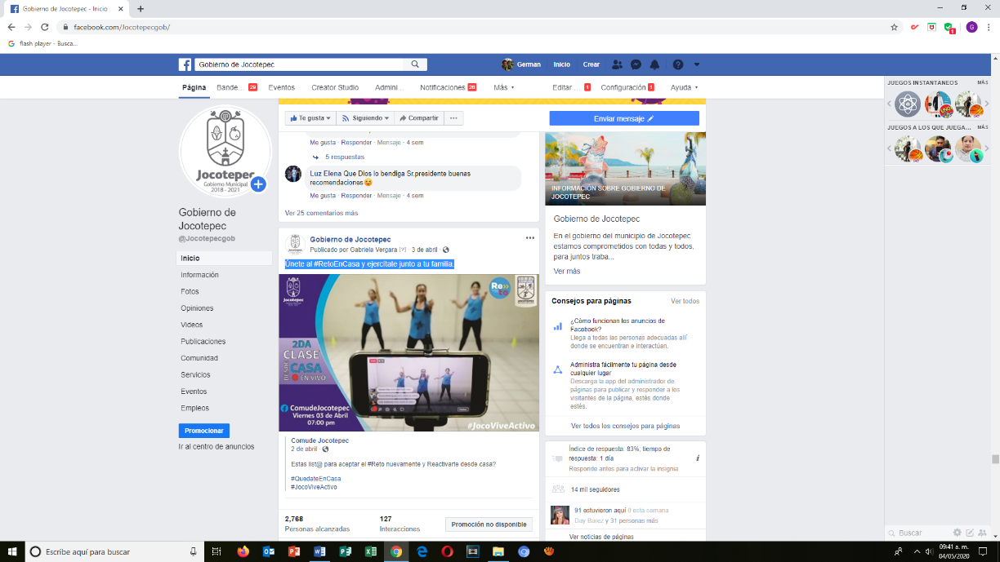 Gobierno de Jocotepec - Inicio
facebook.com/Jocotepecgob/
G flash player - Busca...
Gobierno de Jocotepec
German Inicio Crear
Página Bande... 29 Eventos Creator Studio Admini... Notificaciones 26 Más Editar ... 1 Configuración 1 Ayuda
JUEGOS INSTANTÁNEOS MÁS
JUEGOS A LOS QUE JUEGA... MÁS
Jocotepec
Gobierno Municipal
2018 - 2021
Gobierno de
Jocotepec
@Jocotepecgob
Inicio
Información
Fotos
Opiniones
Videos
Publicaciones
Comunidad
Servicios
Eventos
Empleos
Promocionar
Ir al centro de anuncios
Te gusta Siguiendo Compartir ...
Enviar mensaje
Me gusta · Responder · Mensaje · 4 sem
5 respuestas
Luz Elena Que Dios lo bendiga Sr.presidente buenas
recomendaciones
Me gusta · Responder · Mensaje · 4 sem
Ver 25 comentarios más
Gobierno de Jocotepec
Publicado por Gabriela Vergara [?] · 3 de abril ·
Únete al #RetoEnCasa y ejercítate junto a tu familia.
Jocotepec
Reto
2DA
CLASE
DESDE
CASA
EN VIVO
ComudeJocotepec
Viernes 03 de Abril
07:00 pm
#JocoViveActivo
Comude Jocotepec
2 de abril ·
Estas list@ para aceptar el #Reto nuevamente y Reactivarte desde casa?
#QuedateEnCasa
#JocoViveActivo
2,768 127
Personas alcanzadas Interacciones
Promoción no disponible
INFORMACIÓN SOBRE GOBIERNO DE
JOCOTEPEC
Gobierno de Jocotepec
En el gobierno del municipio de Jocotepec
estamos comprometidos con todas y todos,
para juntos traba...
Ver más
Consejos para páginas Ver todos
¿Cómo funcionan los anuncios de
Facebook?
Llega a todas las personas adecuadas allí
donde se encuentran e interactúan.
Administra fácilmente tu página desde
cualquier lugar
Descarga la app del administrador de
páginas para publicar y responder a los
visitantes de la página, estés donde
estés.
Ver todos los consejos para páginas
Índice de respuesta: 83%; tiempo de
respuesta: 1 día
Responde antes para activar la insignia.
14 mil seguidores
91 estuvieron aquí 0 esta semana
Day Barez y 31 personas más
Ver noticias de páginas
Buscar
Escribe aquí para buscar
09:41 a. m.
04/05/2020